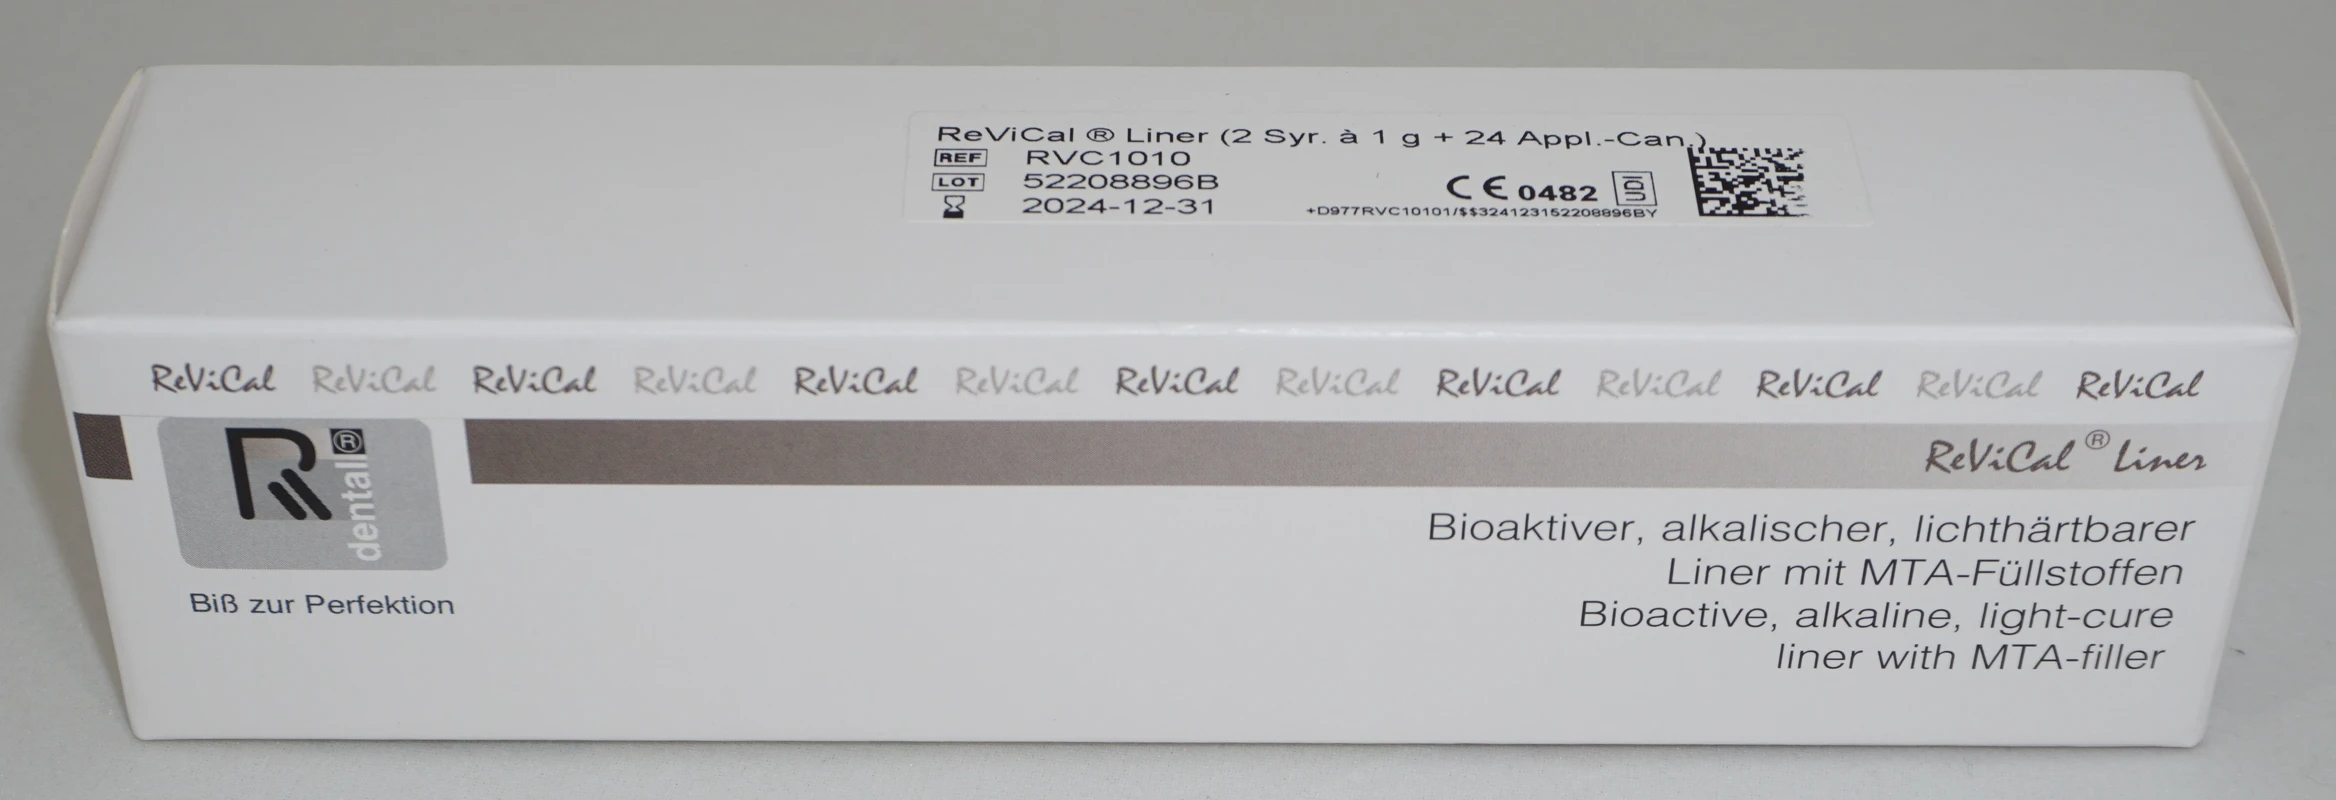 ReViCal ® Liner (2 Syr. à 1 g + 24 Appl.-Can.)
REF RVC1010
LOT 52208896B
2024-12-31
CE 0482 UDI
+D977RVC10101/$$324123152208896BY
ReViCal ReViCal ReViCal ReViCal ReViCal ReViCal ReViCal ReViCal ReViCal ReViCal ReViCal ReViCal ReViCal
R dental ®
Biß zur Perfektion
ReViCal ® Liner
Bioaktiver, alkalischer, lichthärtbarer
Liner mit MTA-Füllstoffen
Bioactive, alkaline, light-cure
liner with MTA-filler